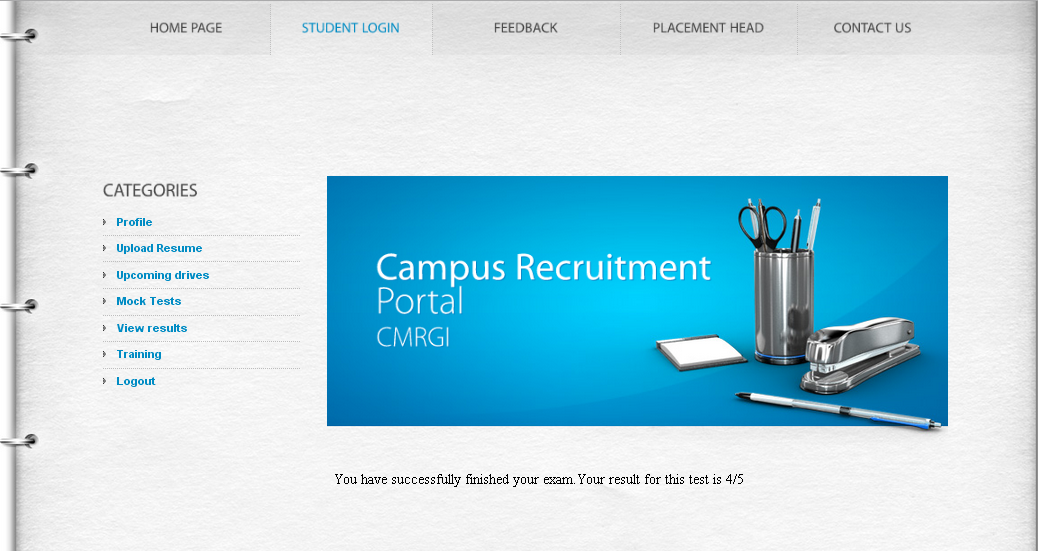 HOME PAGE
STUDENT LOGIN
FEEDBACK
PLACEMENT HEAD
CONTACT US
CATEGORIES
Profile
Upload Resume
Upcoming drives
Mock Tests
View results
Training
Logout
Campus Recruitment
Portal
CMRGI
You have successfully finished your exam.Your result for this test is 4/5